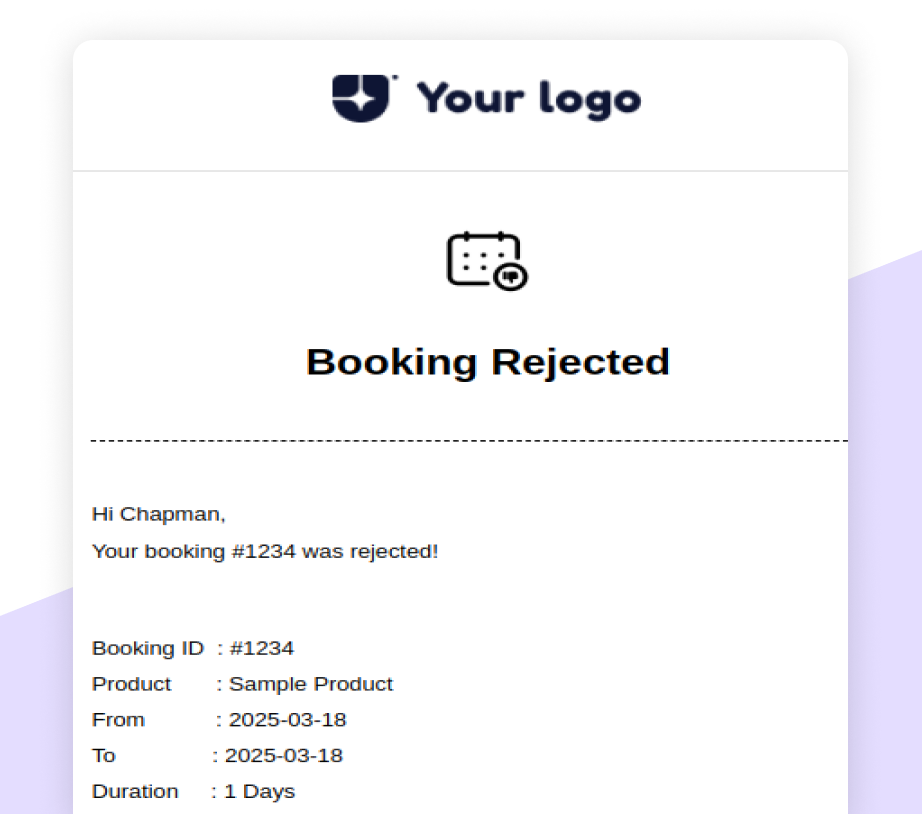 Your logo
Booking Rejected
Hi Chapman,
Your booking #1234 was rejected!
Booking ID : #1234
Product : Sample Product
From : 2025-03-18
To : 2025-03-18
Duration : 1 Days